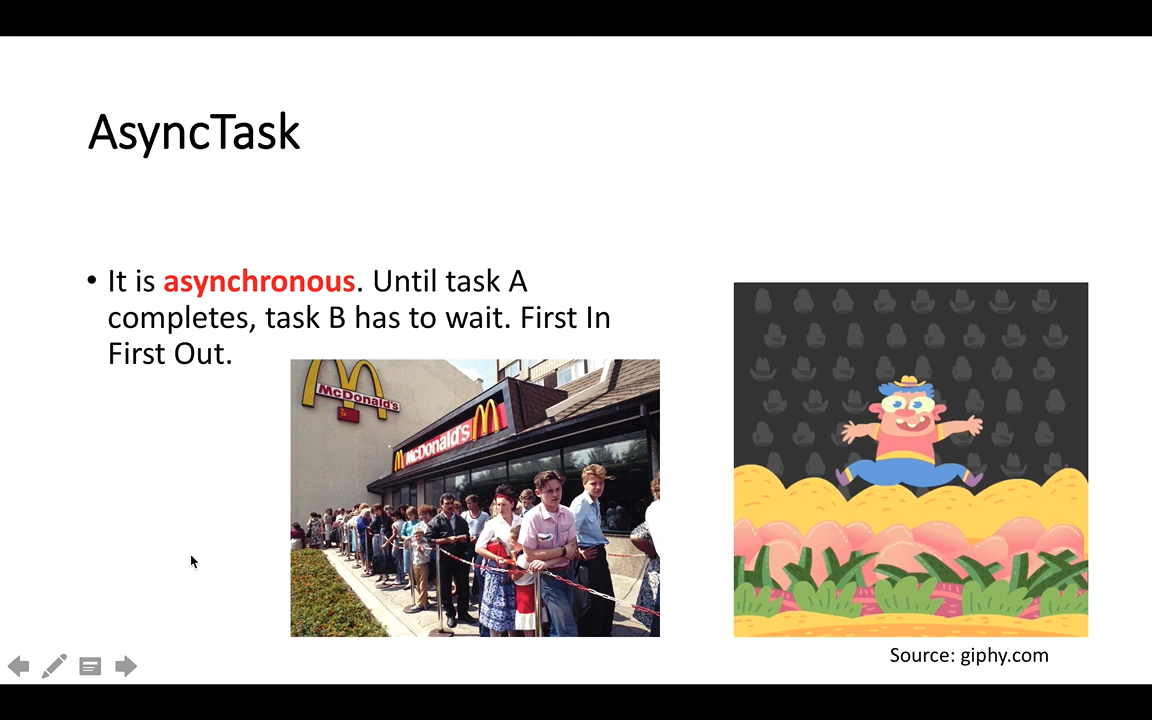 AsyncTask
• It is asynchronous. Until task A
completes, task B has to wait. First In
First Out.
McDonald's
McDonald's
Source: giphy.com